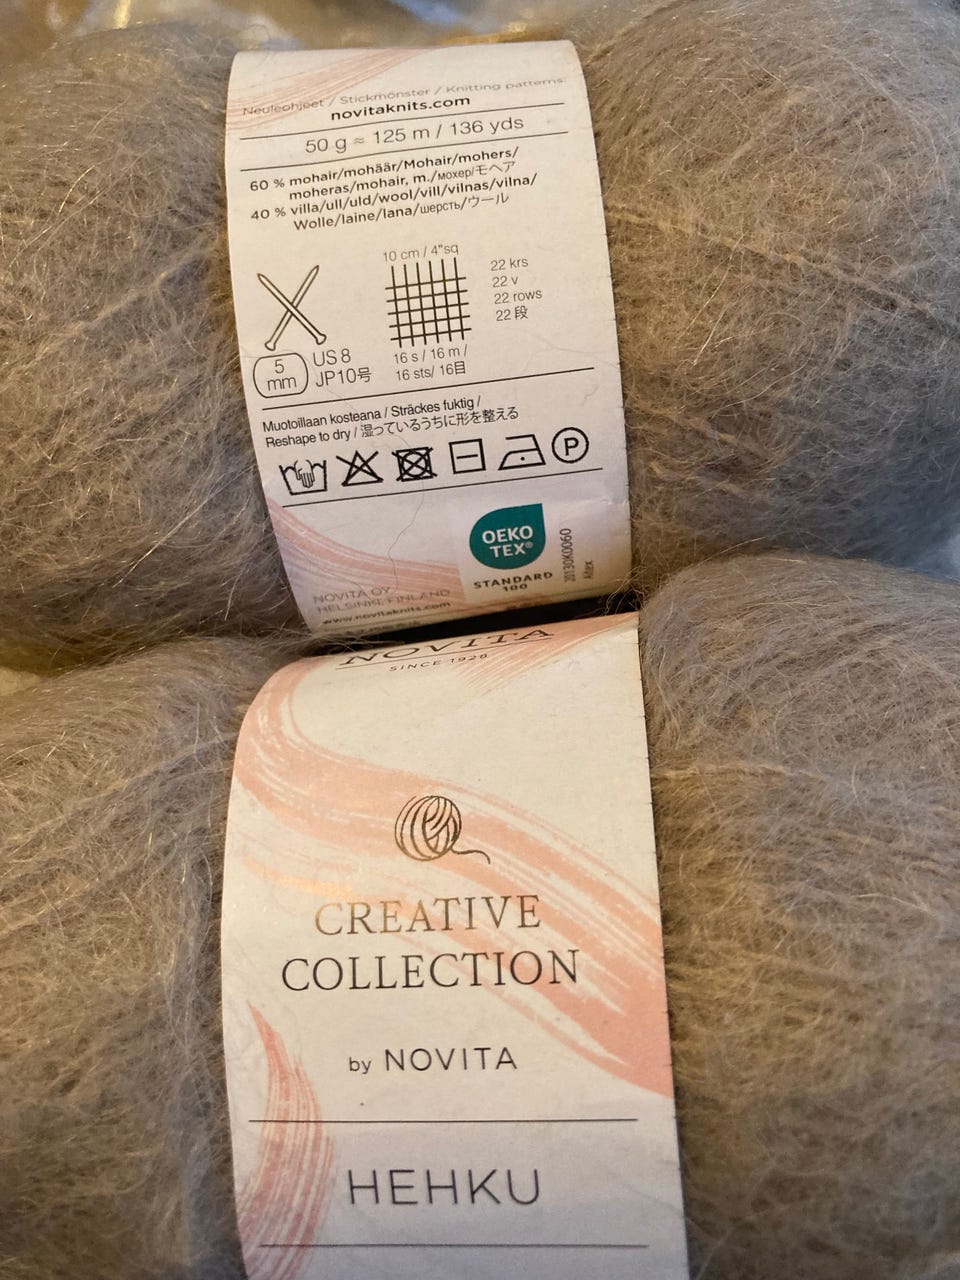 Neuleohjeet / Stickmönster / Knitting patterns:
novitaknits.com
50 g ≈ 125 m / 136 yds
60 % mohair/mohäär/Mohair/mohers/
moheras/mohair, m./мохер/モヘア
40 % villa/ull/uld/wool/vill/vilnas/vilna/
Wolle/laine/lana/шерсть/ウール
10 cm / 4"sq
22 krs
22 v
22 rows
22 段
5
mm
US 8
JP10号
16 s / 16 m /
16 sts/ 16目
Muotoillaan kosteana / Sträckes fuktig /
Reshape to dry / 湿っているうちに形を整える
P
OEKO
TEX®
STANDARD
100
20130K0060
Aitex
NOVITA OY
HELSINKI, FINLAND
www.novitaknits.com
NOVITA
SINCE 1928
CREATIVE
COLLECTION
by NOVITA
HEHKU